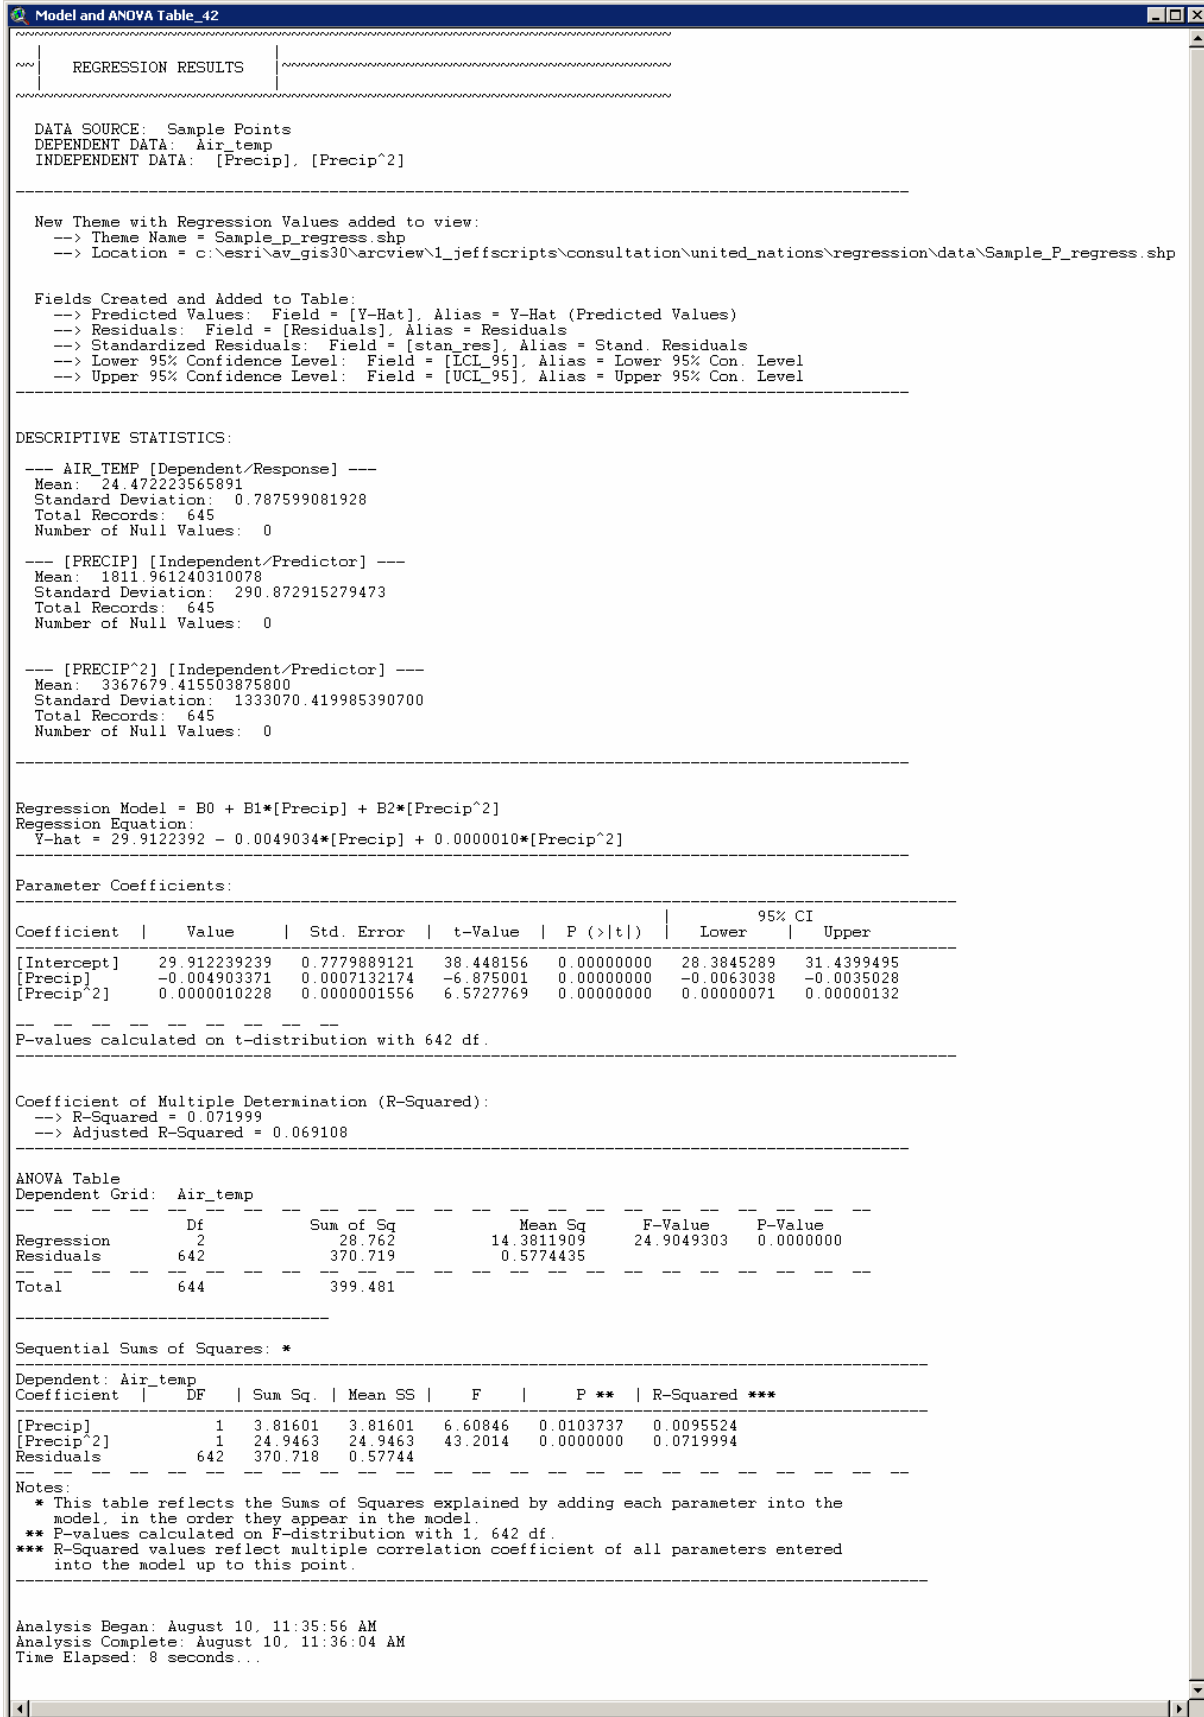 Model and ANOVA Table_42
~~~~~~~~~~~~~~~~~~~~~~~~~~~~~~~~~~~~~~~~~~~~~~~~~~~~~~~~~~~~~~~~~~~~~
| |
~~| REGRESSION RESULTS |~~~~~~~~~~~~~~~~~~~~~~~~~~~~~~~~~~~~~~~~~
| |
~~~~~~~~~~~~~~~~~~~~~~~~~~~~~~~~~~~~~~~~~~~~~~~~~~~~~~~~~~~~~~~~~~~~~
DATA SOURCE: Sample Points
DEPENDENT DATA: Air_temp
INDEPENDENT DATA: [Precip], [Precip^2]
New Theme with Regression Values added to view:
--> Theme Name = Sample_p_regress.shp
--> Location = c:\esri\av_gis30\arcview\1_jeffscripts\consultation\united_nations\regression\data\Sample_P_regress.shp
Fields Created and Added to Table:
--> Predicted Values: Field = [Y-Hat], Alias = Y-Hat (Predicted Values)
--> Residuals: Field = [Residuals], Alias = Residuals
--> Standardized Residuals: Field = [stan_res], Alias = Stand. Residuals
--> Lower 95% Confidence Level: Field = [LCL_95], Alias = Lower 95% Con. Level
--> Upper 95% Confidence Level: Field = [UCL_95], Alias = Upper 95% Con. Level
DESCRIPTIVE STATISTICS:
--- AIR_TEMP [Dependent/Response] ---
Mean: 24.472223565891
Standard Deviation: 0.787599081928
Total Records: 645
Number of Null Values: 0
--- [PRECIP] [Independent/Predictor] ---
Mean: 1811.961240310078
Standard Deviation: 290.872915279473
Total Records: 645
Number of Null Values: 0
--- [PRECIP^2] [Independent/Predictor] ---
Mean: 3367679.415503875800
Standard Deviation: 1333070.419985390700
Total Records: 645
Number of Null Values: 0
Regression Model = B0 + B1*[Precip] + B2*[Precip^2]
Regession Equation:
Y-hat = 29.9122392 - 0.0049034*[Precip] + 0.0000010*[Precip^2]
Parameter Coefficients:
| 95% CI
Coefficient | Value | Std. Error | t-Value | P (>|t|) | Lower | Upper
[Intercept] 29.912239239 0.7779889121 38.448156 0.00000000 28.3845289 31.4399495
[Precip] -0.004903371 0.0007132174 -6.875001 0.00000000 -0.0063038 -0.0035028
[Precip^2] 0.0000010228 0.0000001556 6.5727769 0.00000000 0.00000071 0.00000132
P-values calculated on t-distribution with 642 df.
Coefficient of Multiple Determination (R-Squared):
--> R-Squared = 0.071999
--> Adjusted R-Squared = 0.069108
ANOVA Table
Dependent Grid: Air_temp
Df Sum of Sq Mean Sq F-Value P-Value
Regression 2 28.762 14.3811909 24.9049303 0.0000000
Residuals 642 370.719 0.5774435
Total 644 399.481
Sequential Sums of Squares: *
Dependent: Air_temp
Coefficient | DF | Sum Sq. | Mean SS | F | P ** | R-Squared ***
[Precip] 1 3.81601 3.81601 6.60846 0.0103737 0.0095524
[Precip^2] 1 24.9463 24.9463 43.2014 0.0000000 0.0719994
Residuals 642 370.718 0.57744
Notes:
* This table reflects the Sums of Squares explained by adding each parameter into the
model, in the order they appear in the model.
** P-values calculated on F-distribution with 1, 642 df.
*** R-Squared values reflect multiple correlation coefficient of all parameters entered
into the model up to this point.
Analysis Began: August 10, 11:35:56 AM
Analysis Complete: August 10, 11:36:04 AM
Time Elapsed: 8 seconds...